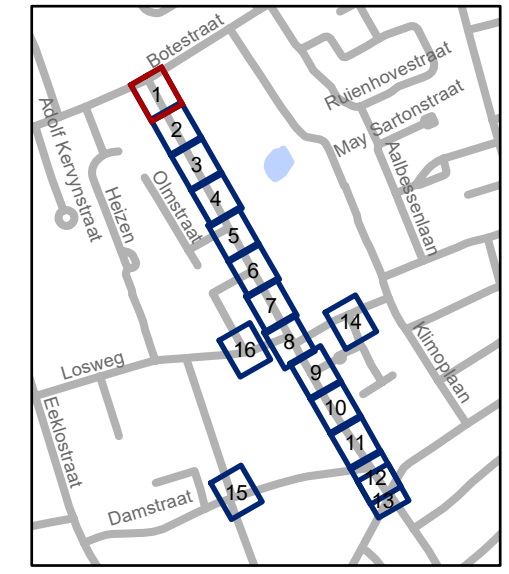 Botestraat
Ruienhovestraat
May Sartonstraat
Adolf Kervynstraat
Aalbessenlaan
Olmstraat
Heizen
1
2
3
4
5
6
7
14
8
16
Klimoplaan
Losweg
9
10
Eeklostraat
11
12
15
13
Damstraat